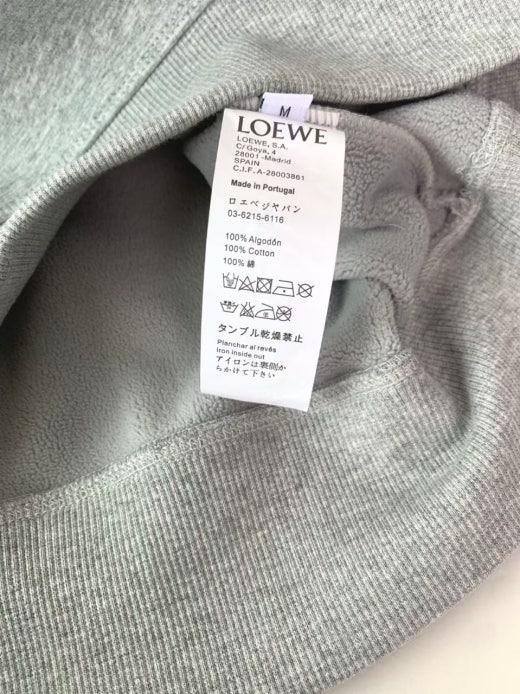 M
LOEWE
LOEWE, S.A.
C/ Goya, 4
28001 -Madrid
SPAIN
C.I.F. A-28003861
Made in Portugal
ロエベジャパン
03-6215-6116
100% Algodón
100% Cotton
100% 綿
タンブル乾燥禁止
Planchar al revés
Iron inside out
アイロンは裏側か
らかけて下さい